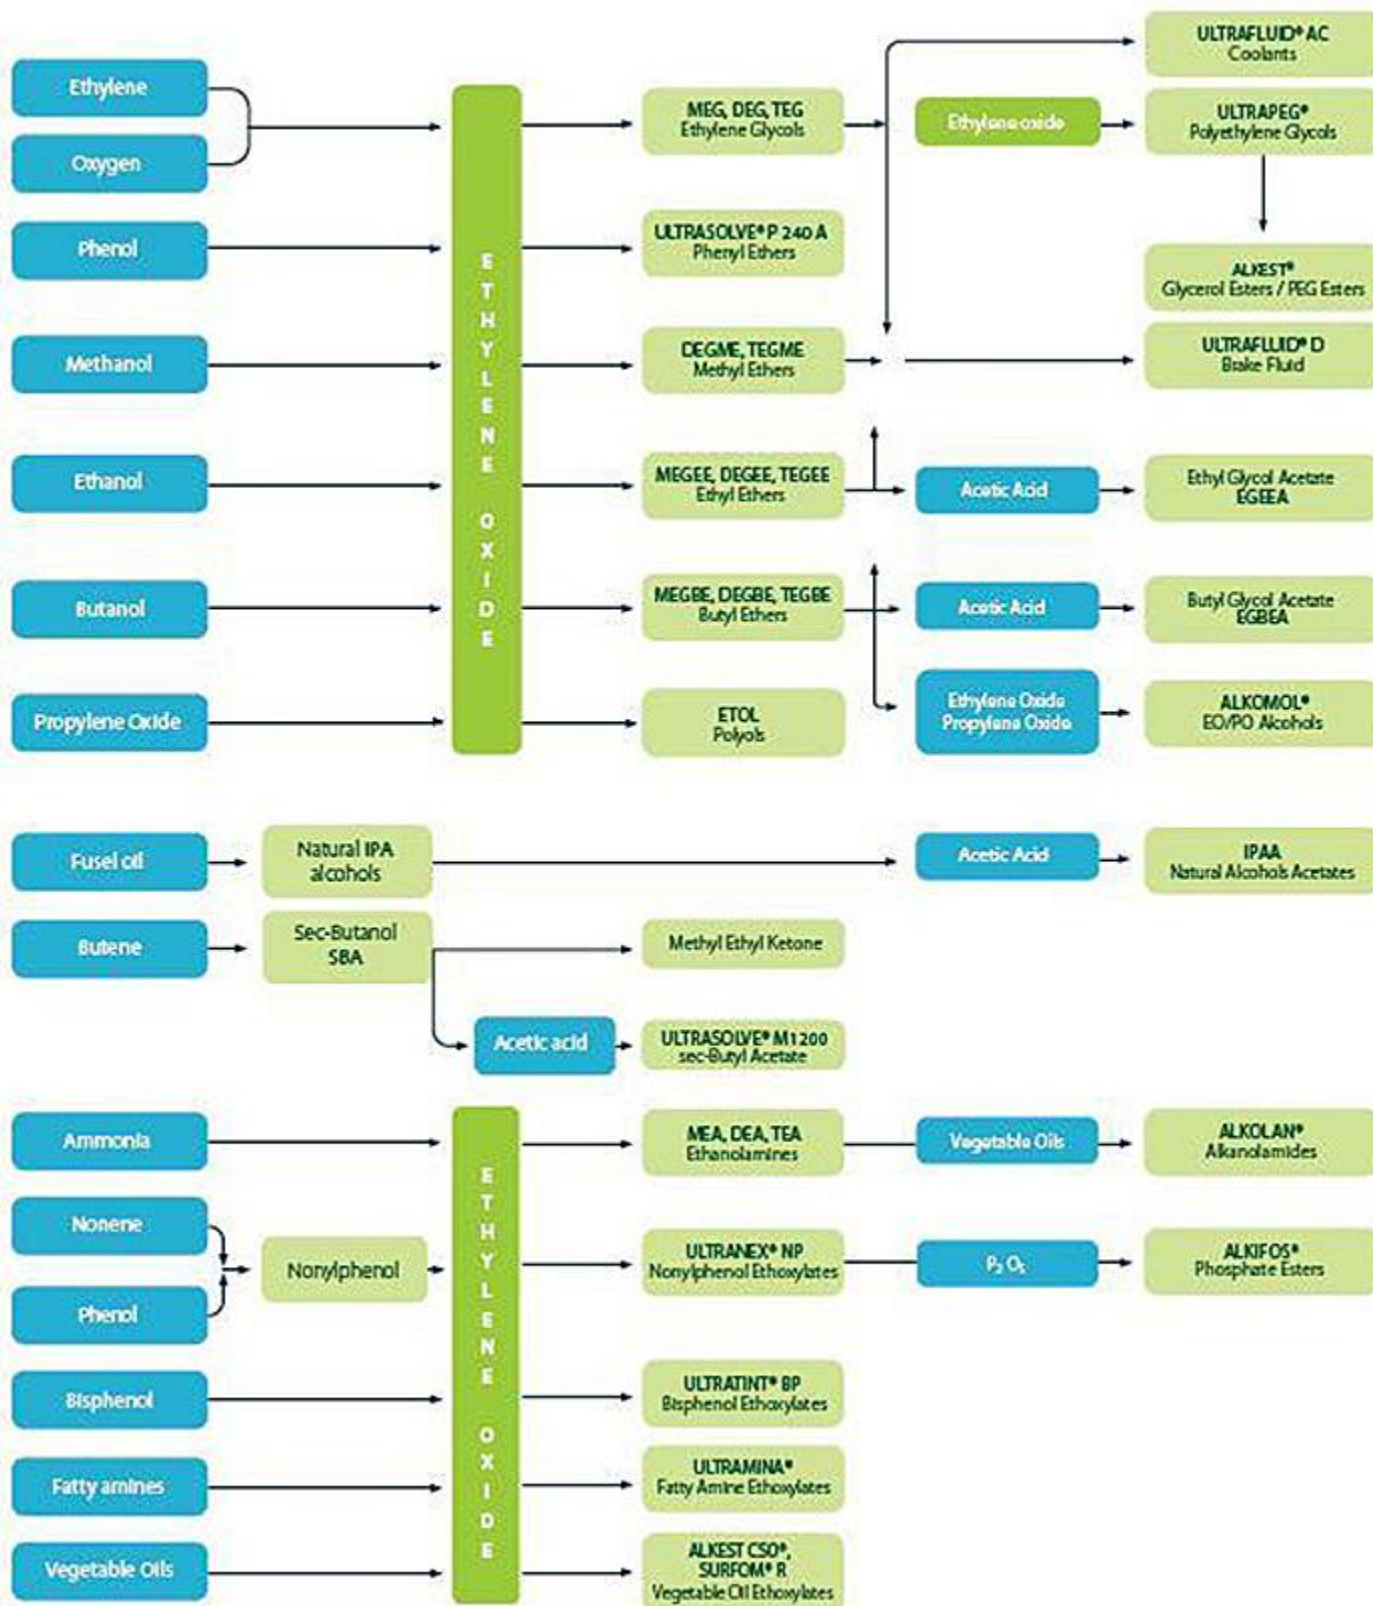 Ethylene
Oxygen
Phenol
Methanol
Ethanol
Butanol
Propylene Oxide
ETHYLENE OXIDE
MEG, DEG, TEG
Ethylene Glycols
ULTRASOLVE® P 240 A
Phenyl Ethers
DEGME, TEGME
Methyl Ethers
MEGEE, DEGEE, TEGEE
Ethyl Ethers
MEGBE, DEGBE, TEGBE
Butyl Ethers
ETOL
Polyols
Ethylene oxide
Acetic Acid
Acetic Acid
Ethylene Oxide
Propylene Oxide
ULTRAFLUID® AC
Coolants
ULTRAPEG®
Polyethylene Glycols
ALKEST®
Glycerol Esters / PEG Esters
ULTRAFLUID® D
Brake Fluid
Ethyl Glycol Acetate
EGEEA
Butyl Glycol Acetate
EGBEA
ALKOMOL®
EO/PO Alcohols
Fusel oil
Natural IPA
alcohols
Acetic Acid
IPAA
Natural Alcohols Acetates
Butene
Sec-Butanol
SBA
Methyl Ethyl Ketone
Acetic acid
ULTRASOLVE® M1200
sec-Butyl Acetate
Ammonia
Nonene
Phenol
Nonylphenol
Bisphenol
Fatty amines
Vegetable Oils
ETHYLENE OXIDE
MEA, DEA, TEA
Ethanolamines
Vegetable Oils
ALKOLAN®
Alkanolamides
ULTRANEX® NP
Nonylphenol Ethoxylates
P₂ O₅
ALKIFOS®
Phosphate Esters
ULTRATINT® BP
Bisphenol Ethoxylates
ULTRAMINA®
Fatty Amine Ethoxylates
ALKEST CSO®,
SURFOM® R
Vegetable Oil Ethoxylates